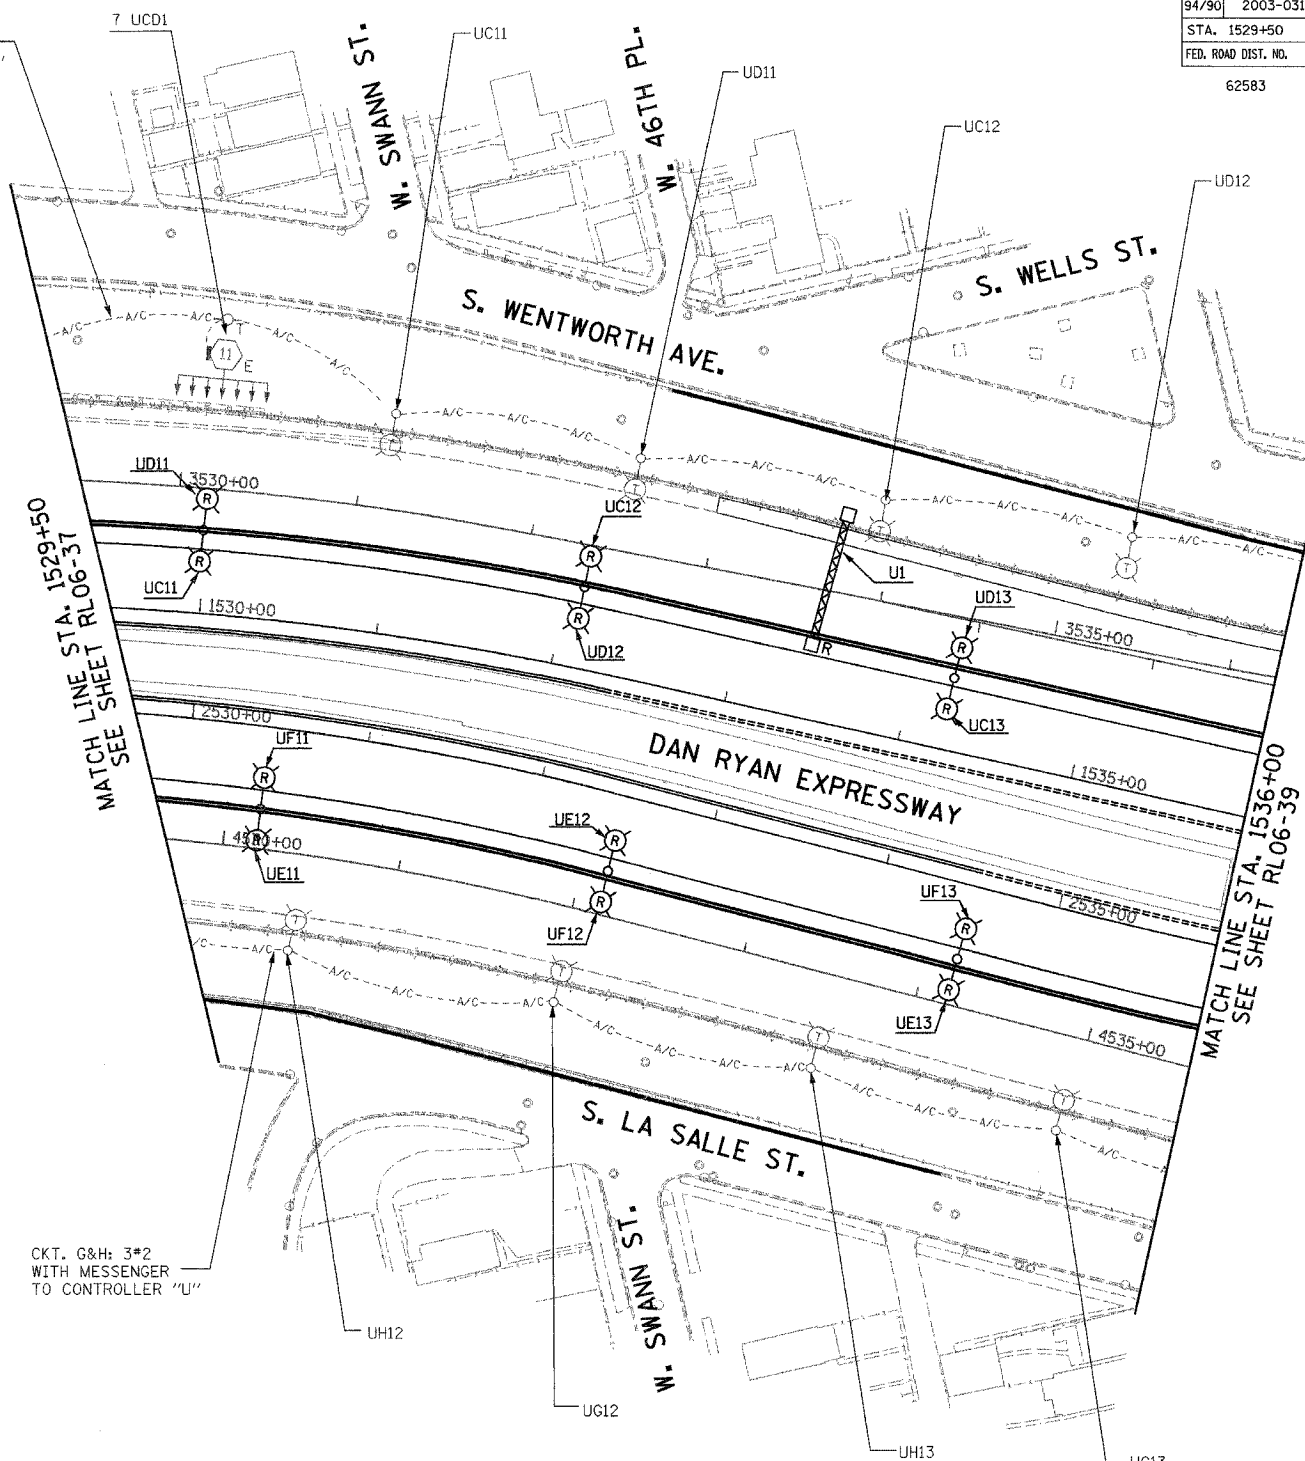 94/90 2003-031
STA. 1529+50
FED. ROAD DIST. NO.
62583
7 UCD1
UC11
UD11
UC12
UD12
W. SWANN ST.
W. 46TH PL.
S. WELLS ST.
S. WENTWORTH AVE.
A/C A/C A/C A/C A/C A/C
T
11
E
A/C A/C A/C A/C A/C A/C A/C A/C A/C A/C A/C
T
T
T
T
UD11
R
3530+00
UC12
R
U1
R
UC11
R
1530+00
UD12
R
UD13
R
3535+00
UC13
R
MATCH LINE STA. 1529+50
SEE SHEET RL06-37
2530+00
UF11
R
DAN RYAN EXPRESSWAY
1535+00
4530+00
R
UE11
UE12
R
UF12
R
UF13
R
2535+00
UE13
R
4535+00
MATCH LINE STA. 1536+00
SEE SHEET RL06-39
T
T
T
T
A/C A/C A/C A/C A/C A/C A/C A/C A/C A/C A/C A/C A/C
S. LA SALLE ST.
W. SWANN ST.
CKT. G&H: 3#2
WITH MESSENGER
TO CONTROLLER "U"
UH12
UG12
UH13
UG13